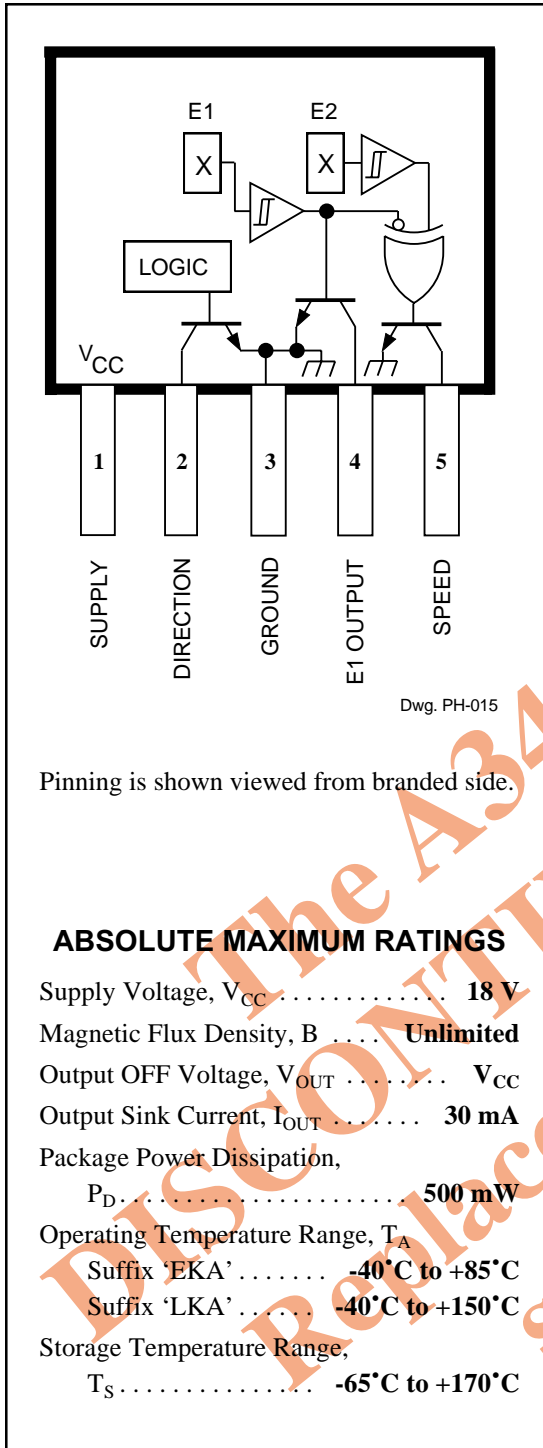 E1 E2
X X
LOGIC
VCC
1 2 3 4 5
SUPPLY
DIRECTION
GROUND
E1 OUTPUT
SPEED
Dwg. PH-015
Pinning is shown viewed from branded side.
ABSOLUTE MAXIMUM RATINGS
Supply Voltage, VCC . . . . . . . . . . . . . . 18 V
Magnetic Flux Density, B . . . . Unlimited
Output OFF Voltage, VOUT . . . . . . . . VCC
Output Sink Current, IOUT . . . . . . . 30 mA
Package Power Dissipation,
PD . . . . . . . . . . . . . . . . . . . . . . 500 mW
Operating Temperature Range, TA
Suffix ‘EKA’ . . . . . . . -40°C to +85°C
Suffix ‘LKA’ . . . . . . -40°C to +150°C
Storage Temperature Range,
TS . . . . . . . . . . . . . . . -65°C to +170°C
The A34
DISCONTI
Replace
s